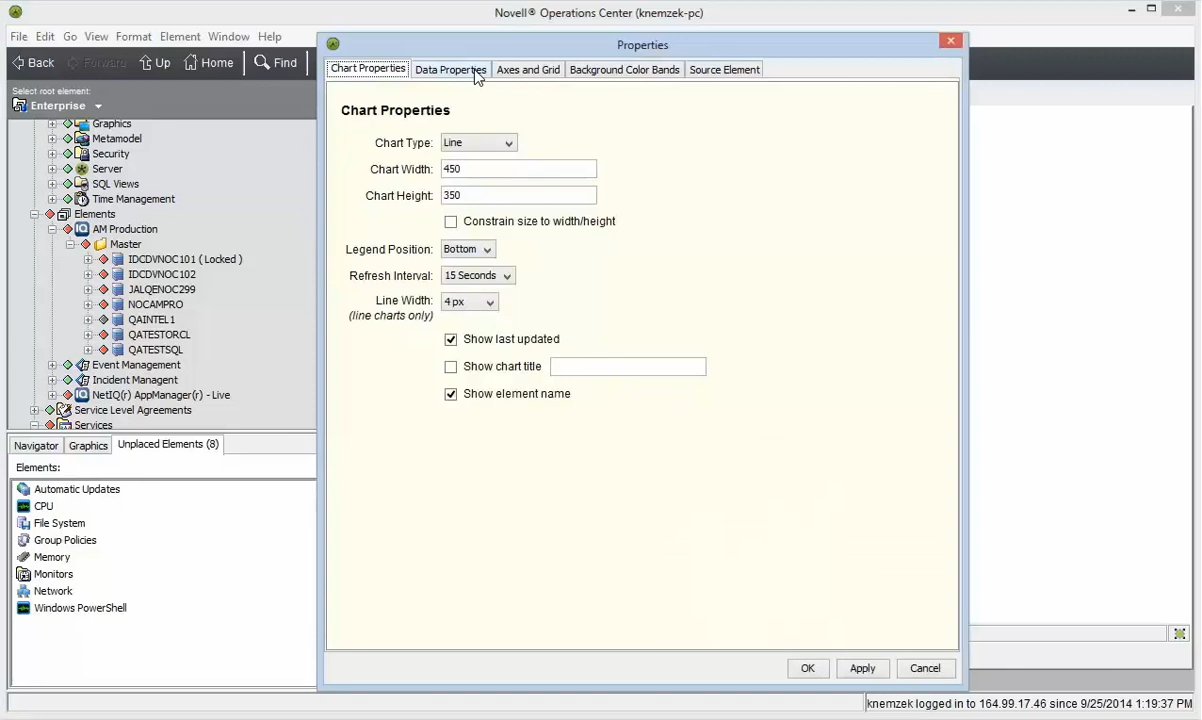 Novell® Operations Center (knemzek-pc)
File Edit Go View Format Element Window Help
Back Forward Up Home Find
Select root element:
Enterprise
Graphics
Metamodel
Security
Server
SQL Views
Time Management
Elements
AM Production
Master
IDCDVNOC101 ( Locked )
IDCDVNOC102
JALQENOC299
NOCAMPRO
QAINTEL1
QATESTORCL
QATESTSQL
Event Management
Incident Managent
NetIQ(r) AppManager(r) - Live
Service Level Agreements
Services
Navigator Graphics Unplaced Elements (8)
Elements:
Automatic Updates
CPU
File System
Group Policies
Memory
Monitors
Network
Windows PowerShell
Properties
Chart Properties Data Properties Axes and Grid Background Color Bands Source Element
Chart Properties
Chart Type: Line
Chart Width: 450
Chart Height: 350
Constrain size to width/height
Legend Position: Bottom
Refresh Interval: 15 Seconds
Line Width: 4 px
(line charts only)
Show last updated
Show chart title
Show element name
OK Apply Cancel
knemzek logged in to 164.99.17.46 since 9/25/2014 1:19:37 PM